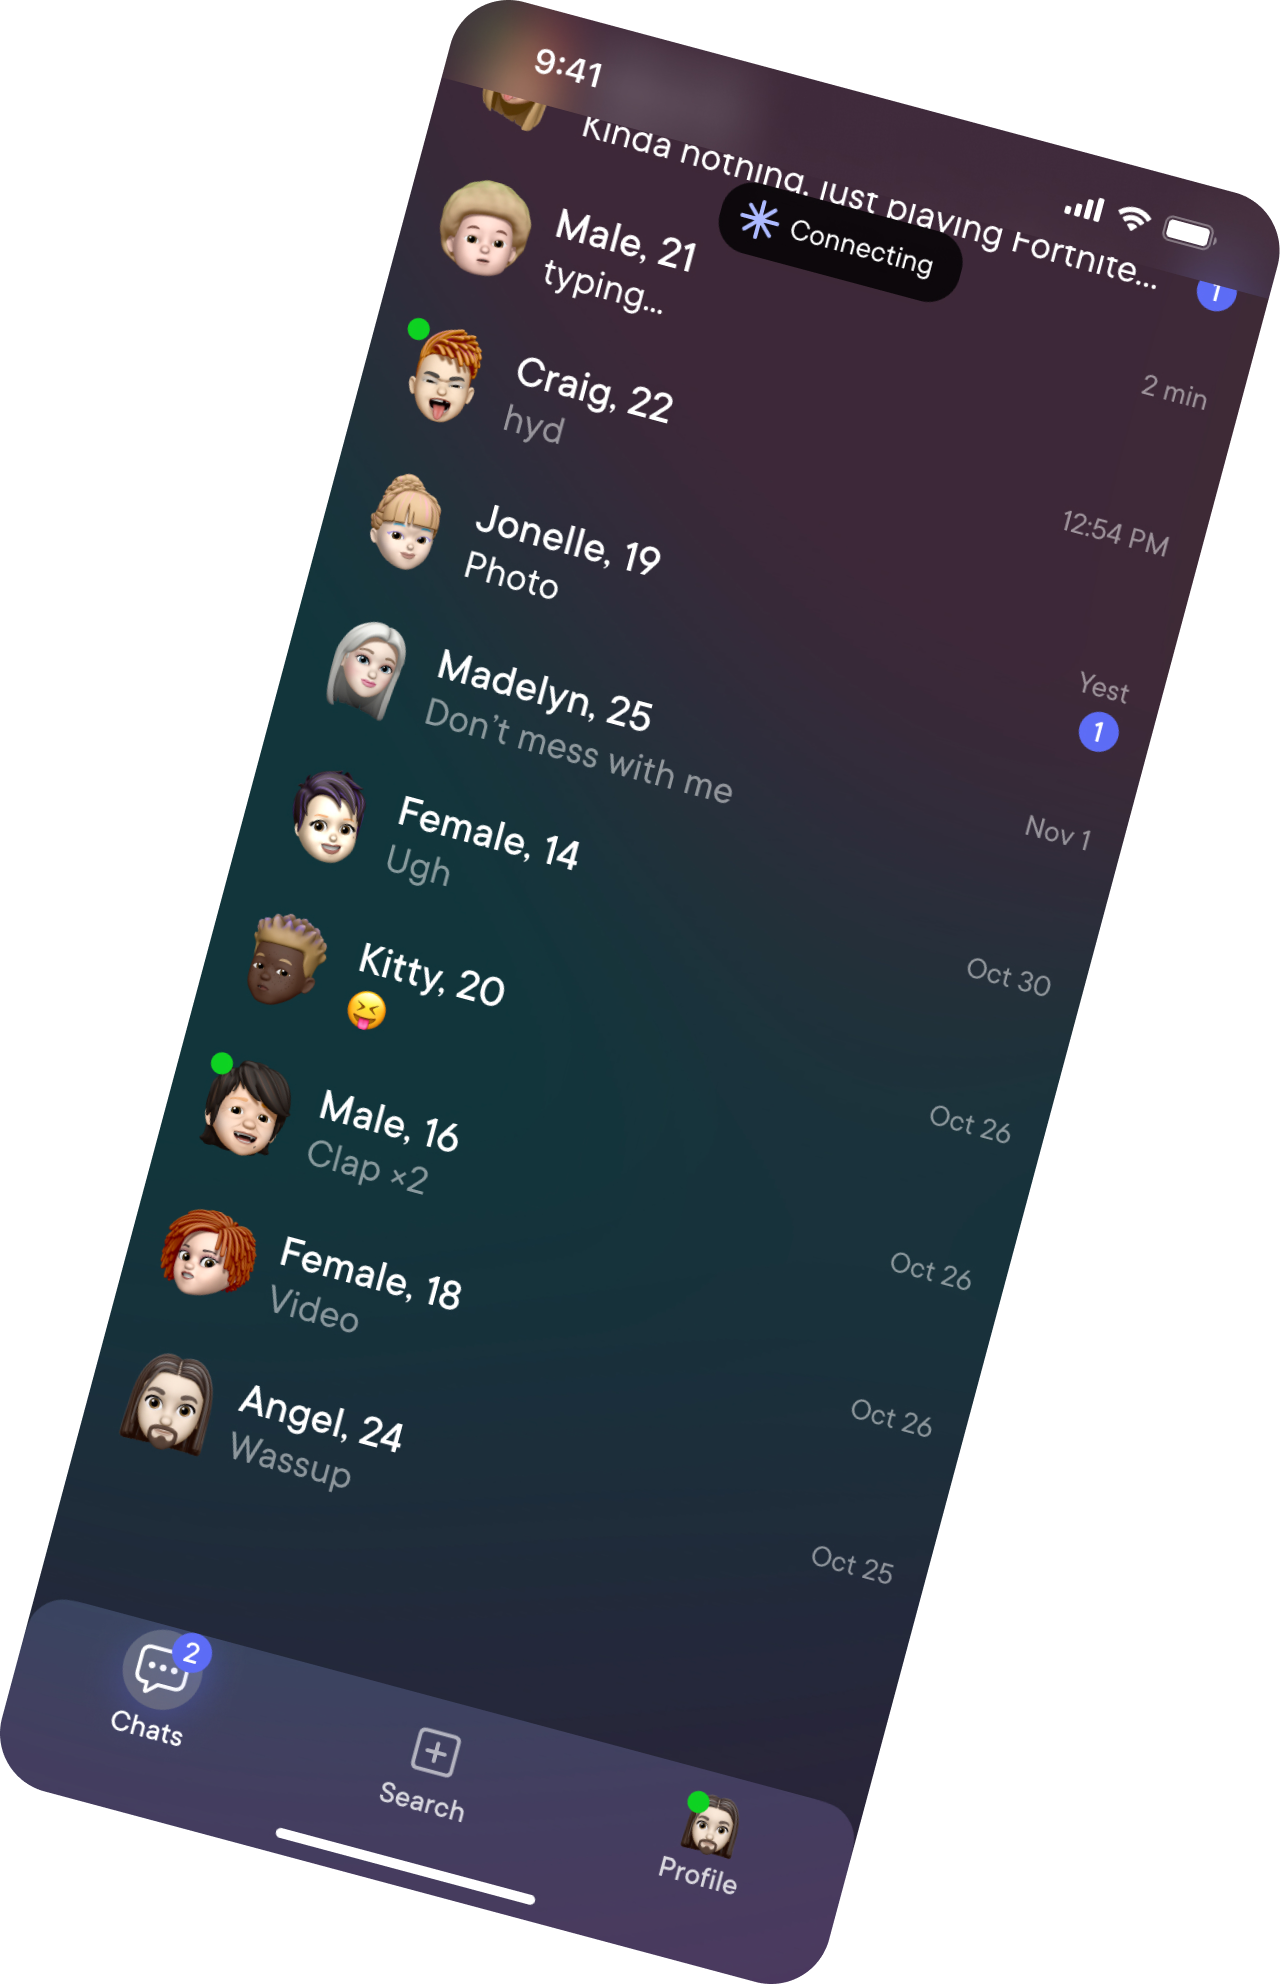 9:41
Kinda nothing, just playing Fortnite...
1
Connecting
Male, 21
typing...
2 min
Craig, 22
hyd
12:54 PM
Jonelle, 19
Photo
Yest
1
Madelyn, 25
Don't mess with me
Nov 1
Female, 14
Ugh
Oct 30
Kitty, 20
😝
Oct 26
Male, 16
Clap ×2
Oct 26
Female, 18
Video
Oct 26
Angel, 24
Wassup
Oct 25
2
Chats
Search
Profile